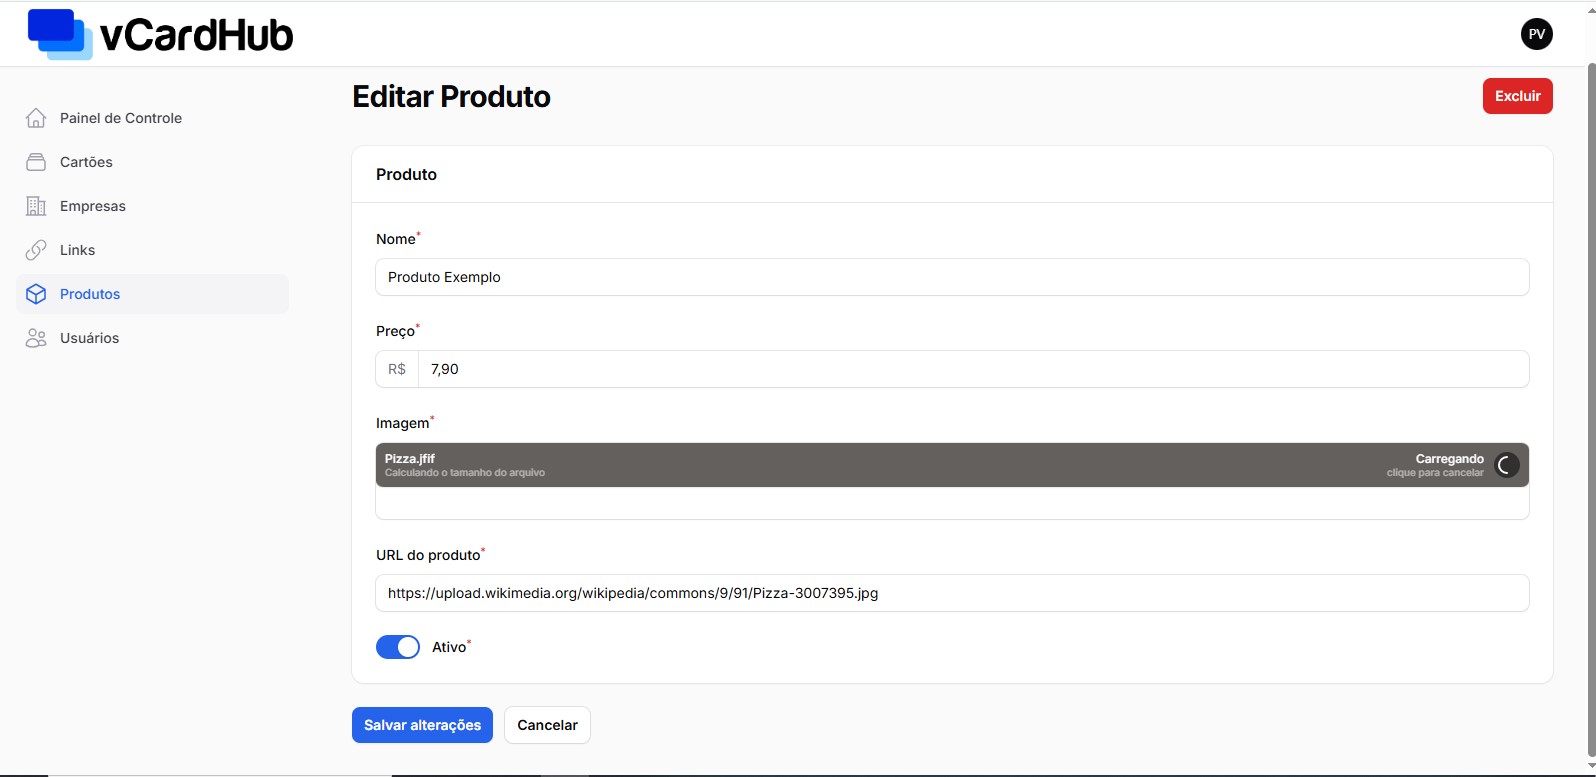 vCardHub
PV
Painel de Controle
Cartões
Empresas
Links
Produtos
Usuários
Editar Produto
Excluir
Produto
Nome*
Produto Exemplo
Preço*
R$ 7,90
Imagem*
Pizza.jfif
Calculando o tamanho do arquivo
Carregando
clique para cancelar
URL do produto*
https://upload.wikimedia.org/wikipedia/commons/9/91/Pizza-3007395.jpg
Ativo*
Salvar alterações
Cancelar